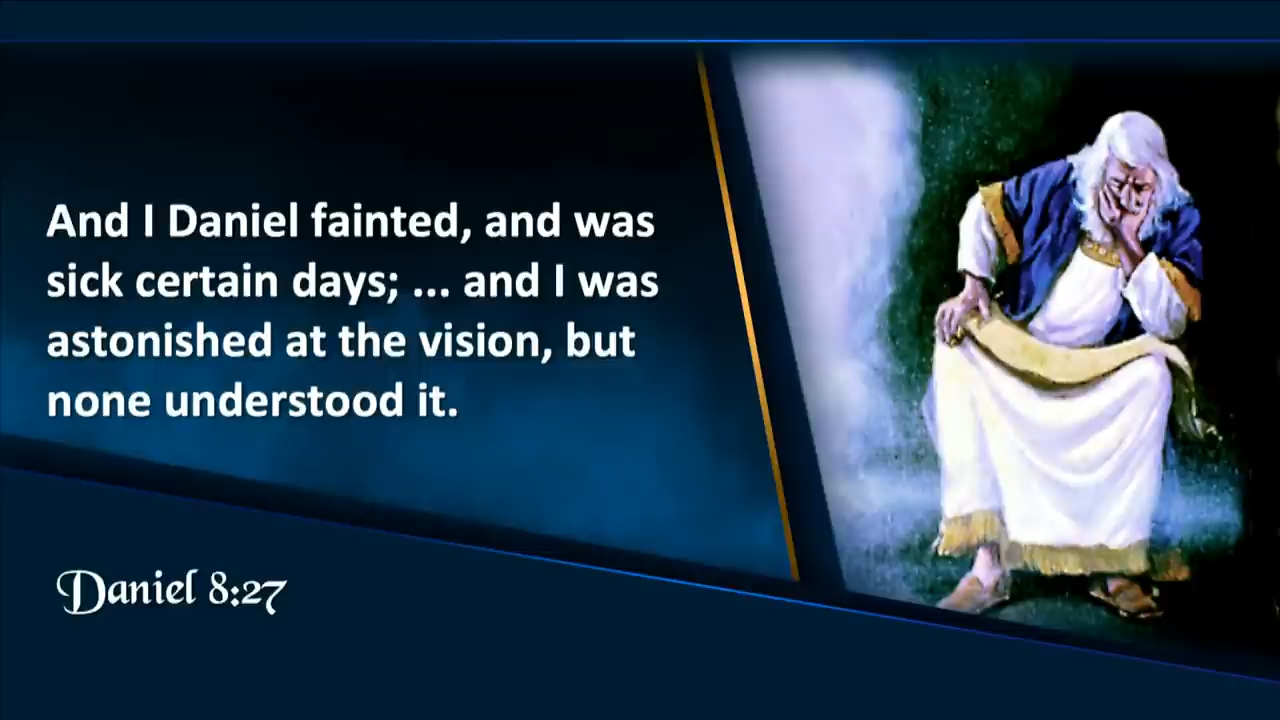 And I Daniel fainted, and was
sick certain days; ... and I was
astonished at the vision, but
none understood it.
Daniel 8:27